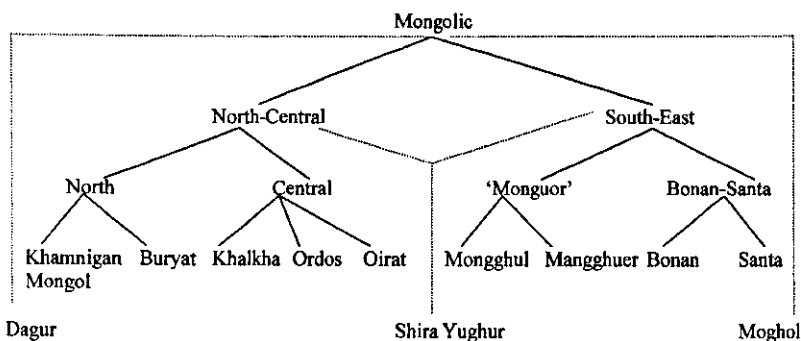 Mongolic
North-Central South-East
North Central ‘Monguor’ Bonan-Santa
Khamnigan Buryat Khalkha Ordos Oirat Mongghul Mangghuer Bonan Santa
Mongol
Dagur Shira Yughur Moghol